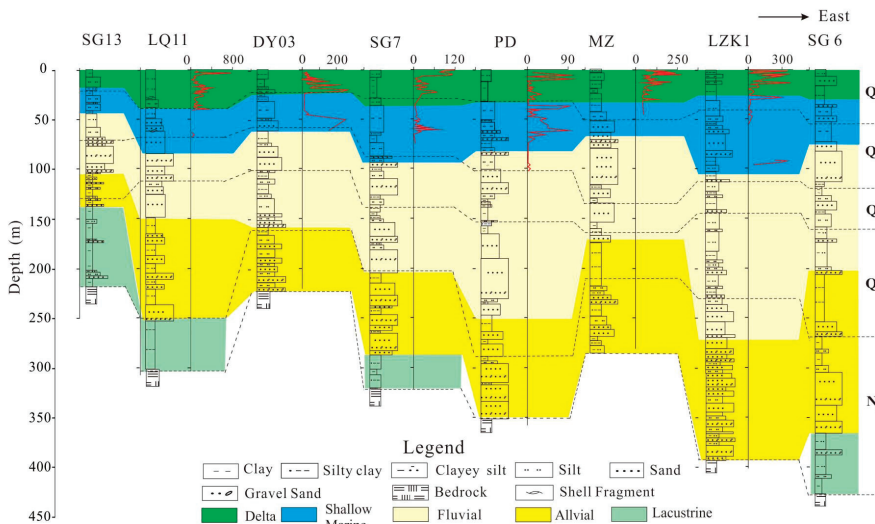 East
SG13 LQ11 DY03 SG7 PD MZ LZK1 SG 6
0 800 0 200 0 120 0 90 0 250 0 300
0
50
100
150
200
250
300
350
400
450
Depth (m)
Q
Q
Q
Q
N
Legend
Clay Silty clay Clayey silt Silt Sand
Gravel Sand Bedrock Shell Fragment
Delta Shallow Marine Fluvial Allvial Lacustrine